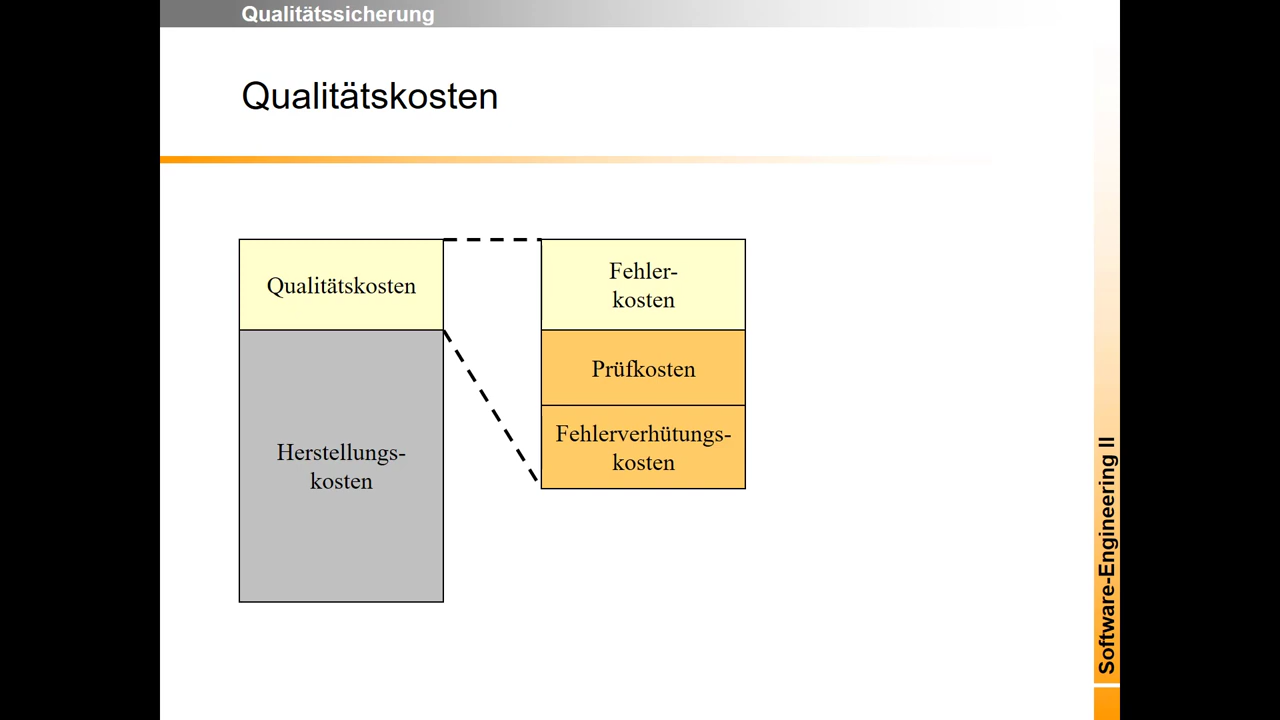 Qualitätssicherung
Qualitätskosten
Qualitätskosten
Herstellungs-
kosten
Fehler-
kosten
Prüfkosten
Fehlerverhütungs-
kosten
Software-Engineering II